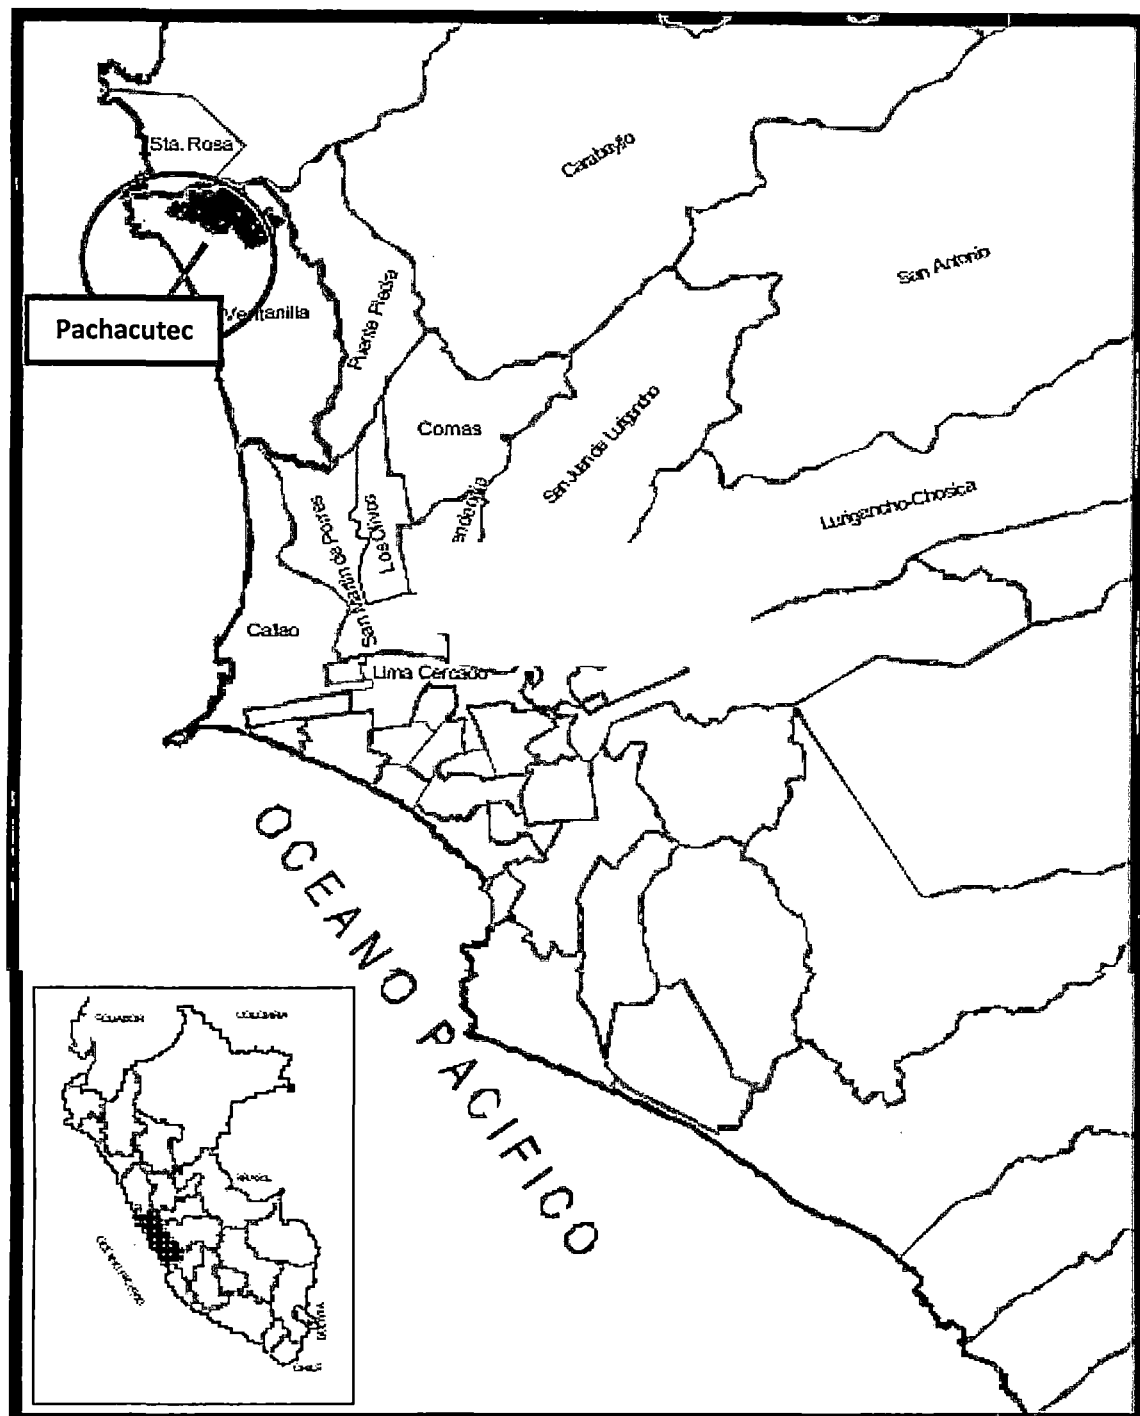 Sta. Rosa
Carabayllo
San Antonio
Ventanilla
Pachacutec
Puente Piedra
Comas
San Juan de Lurigancho
Lurigancho-Chosica
Los Olivos
San Martin de Porres
Callao
Lima Cercado
OCEANO PACIFICO
ECUADOR
COLOMBIA
BRASIL
BOLIVIA
CHILE